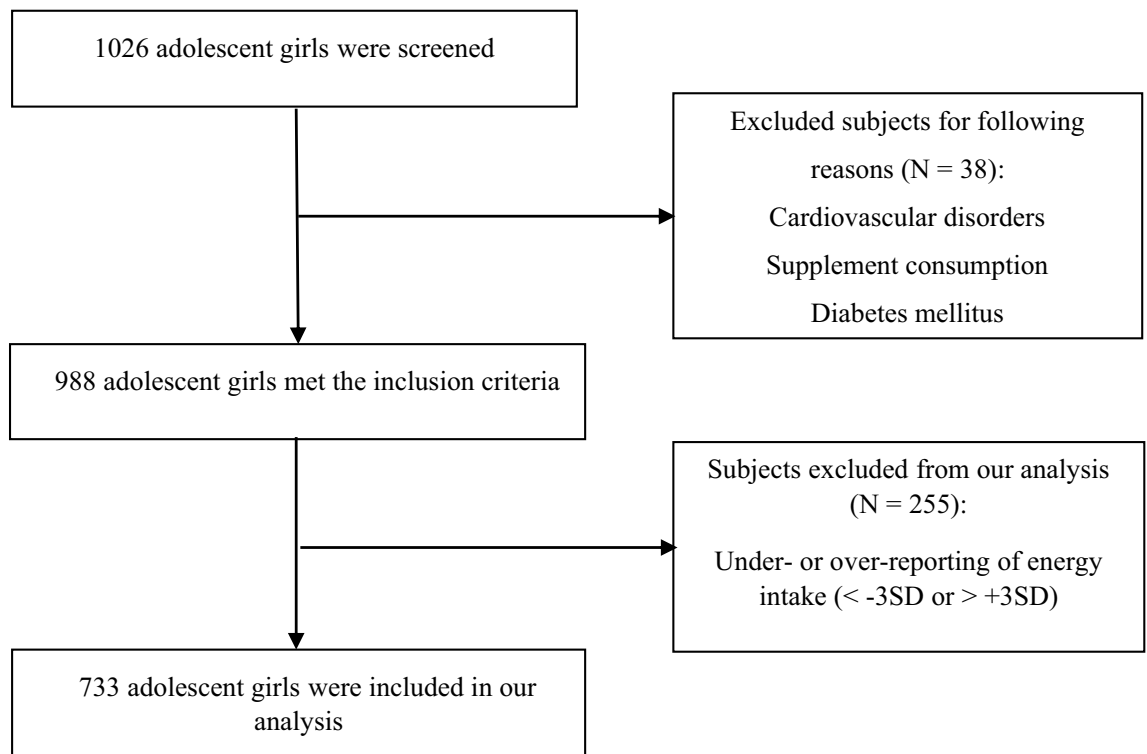 1026 adolescent girls were screened
Excluded subjects for following
reasons (N = 38):
Cardiovascular disorders
Supplement consumption
Diabetes mellitus
988 adolescent girls met the inclusion criteria
Subjects excluded from our analysis
(N = 255):
Under- or over-reporting of energy
intake (< -3SD or > +3SD)
733 adolescent girls were included in our
analysis